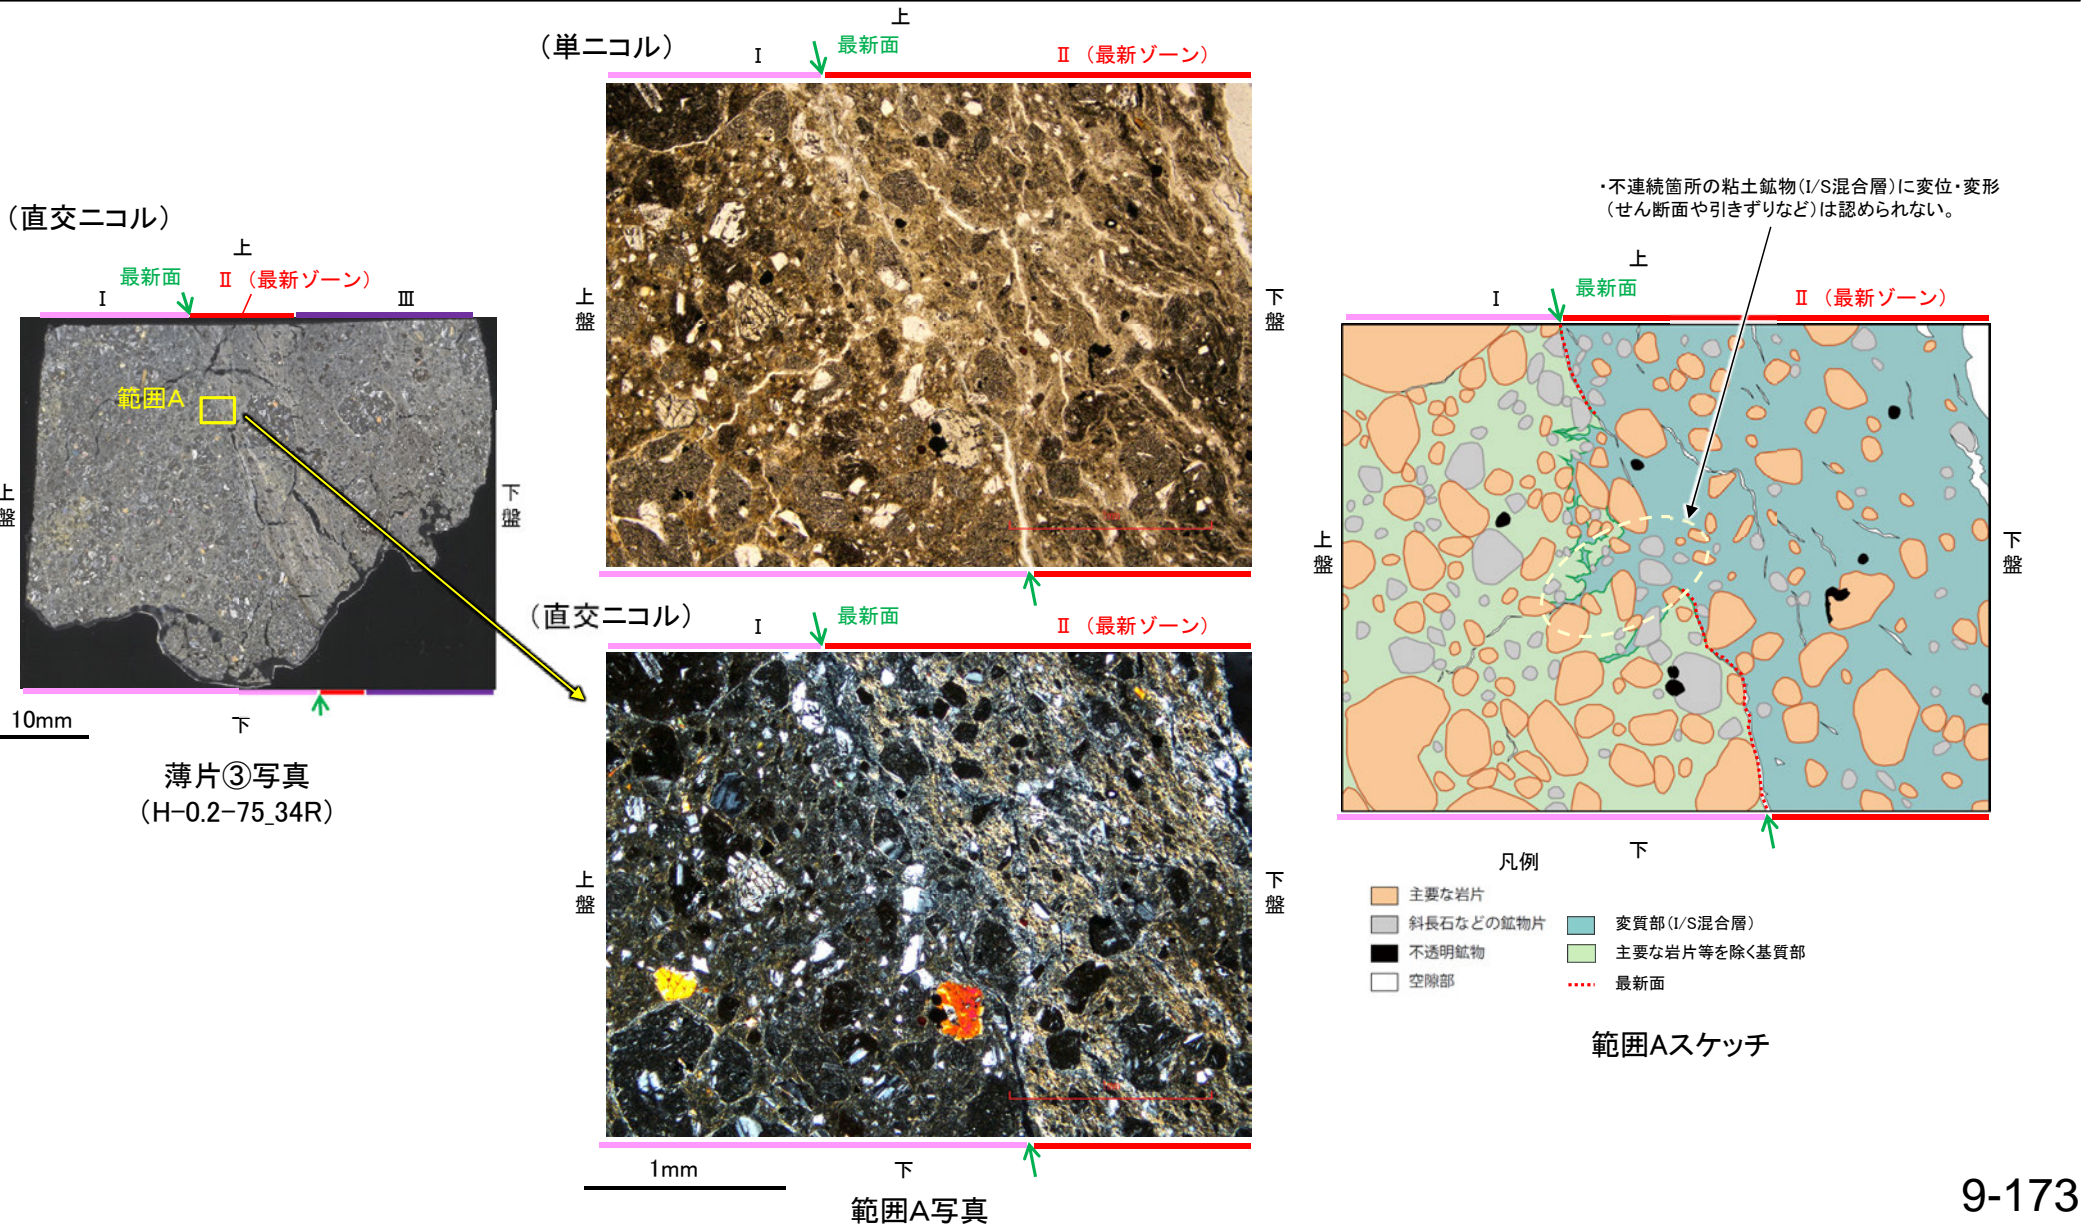 (直交ニコル)
上
最新面
Ⅱ (最新ゾーン)
Ⅰ
Ⅲ
範囲A
上盤
下盤
10mm
下
薄片③写真
(H-0.2-75_34R)
(単ニコル)
上
Ⅰ
最新面
Ⅱ (最新ゾーン)
上盤
下盤
(直交ニコル)
Ⅰ
最新面
Ⅱ (最新ゾーン)
上盤
下盤
1mm
下
範囲A写真
・不連続箇所の粘土鉱物(I/S混合層)に変位・変形
(せん断面や引きずりなど)は認められない。
上
Ⅰ
最新面
Ⅱ (最新ゾーン)
上盤
下盤
下
凡例
主要な岩片
斜長石などの鉱物片
不透明鉱物
空隙部
変質部(I/S混合層)
主要な岩片等を除く基質部
最新面
範囲Aスケッチ
9-173